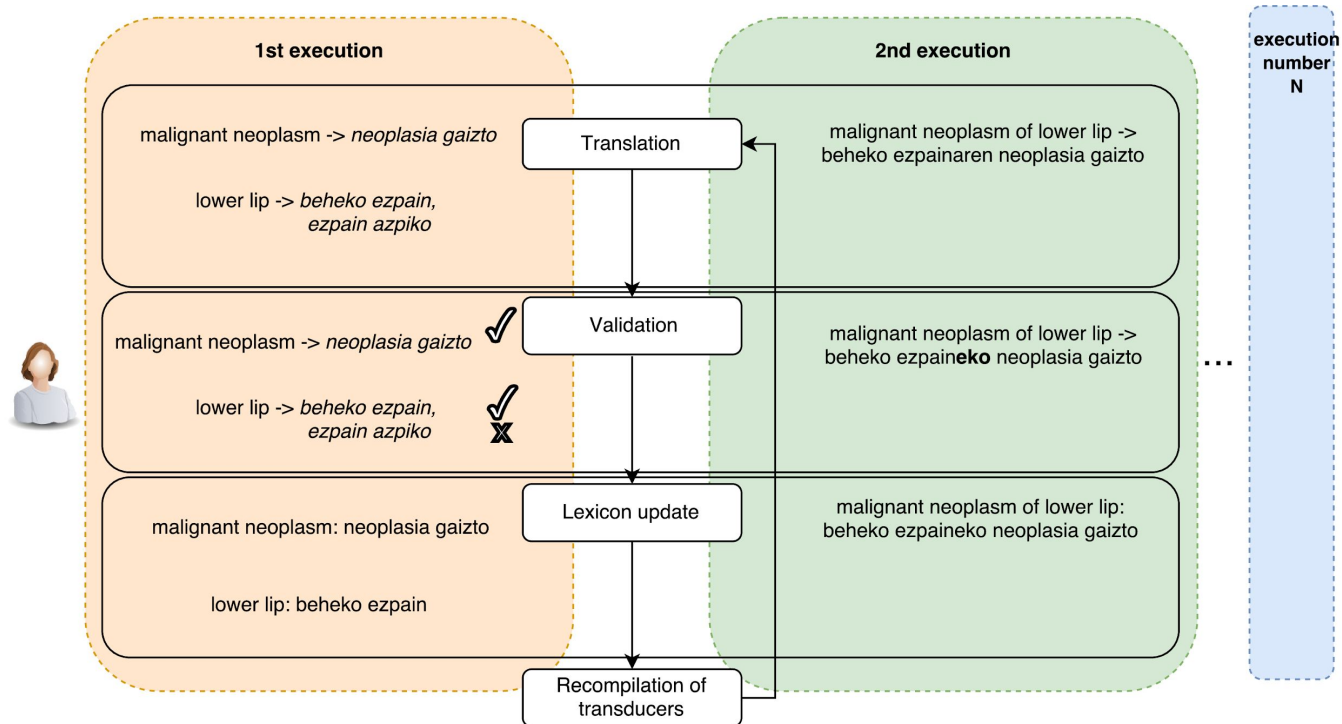 1st execution
2nd execution
execution
number
N
malignant neoplasm -> neoplasia gaizto
lower lip -> beheko ezpain,
ezpain azpiko
Translation
malignant neoplasm of lower lip ->
beheko ezpainaren neoplasia gaizto
malignant neoplasm -> neoplasia gaizto
lower lip -> beheko ezpain,
ezpain azpiko
X
Validation
malignant neoplasm of lower lip ->
beheko ezpaineko neoplasia gaizto
...
malignant neoplasm: neoplasia gaizto
lower lip: beheko ezpain
Lexicon update
malignant neoplasm of lower lip:
beheko ezpaineko neoplasia gaizto
Recompilation of
transducers